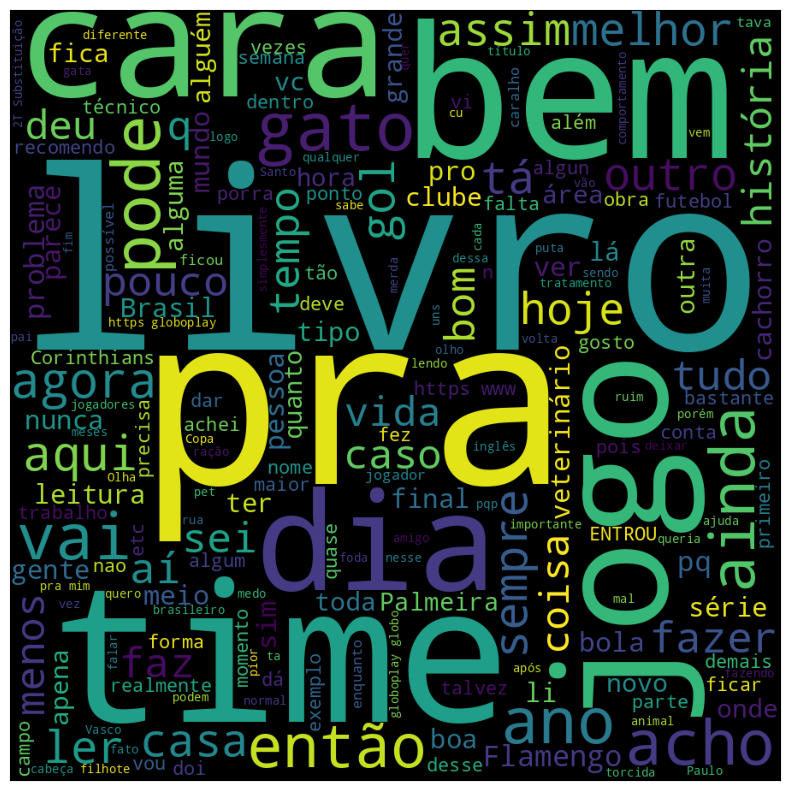 cara
bem
assim
melhor
tava
diferente
fica
gata
2T Substituição
alguém
vezes
semana
vc
dentro
grande
vi
título
cu
caralho
além
comportamento
vem
história
técnico
deu
q
recomendo
pode
gato
mundo
logo
qualquer
Santo
hora
porra
ponto
sabe
pro
tá
clube
falta
algun
área
obra
outro
futebol
vão
livro
problema
parece
possível
fim
pai
pouco
alguma
ficou
Brasil
https globoplay
simplesmente
tempo
tão
deve
tipo
gol
merda
uns
olho
n
lá
ver
bom
cada
dessa
puta
tratamento
sendo
volta
hoje
outra
muita
gosto
cachorro
Corinthians
agora
jogadores
nunca
meses
dar
achei
Copa
ração
precisa
pessoa
quanto
pra
lendo
https www
vida
fez
caso
inglês
jogador
veterinário
tudo
bastante
ruim
porém
pois
conta
deixar
aqui
Olha
leitura
trabalho
pet
nome
maior
ter
rua
final
pqp
dia
amigo
foda
nesse
quase
sempre
coisa
importante
ENTROU
ajuda
queria
primeiro
jogo
ainda
vai
etc
sei
gente
nao
aí
algum
pra mim
vez
quero
meio
brasileiro
medo
toda
Palmeira
pq
mal
série
menos
time
forma
faz
falar
pior
realmente
podem
momento
sim
ta
dá
normal
exemplo
enquanto
globoplay globo
talvez
após
li
bola
fazer
demais
fazendo
novo
ficar
parte
animal
onde
apena
campo
ler
Vasco
fato
cabeça
filhote
casa
vou
doi
então
boa
desse
Flamengo
ano
acho
torcida
Paulo